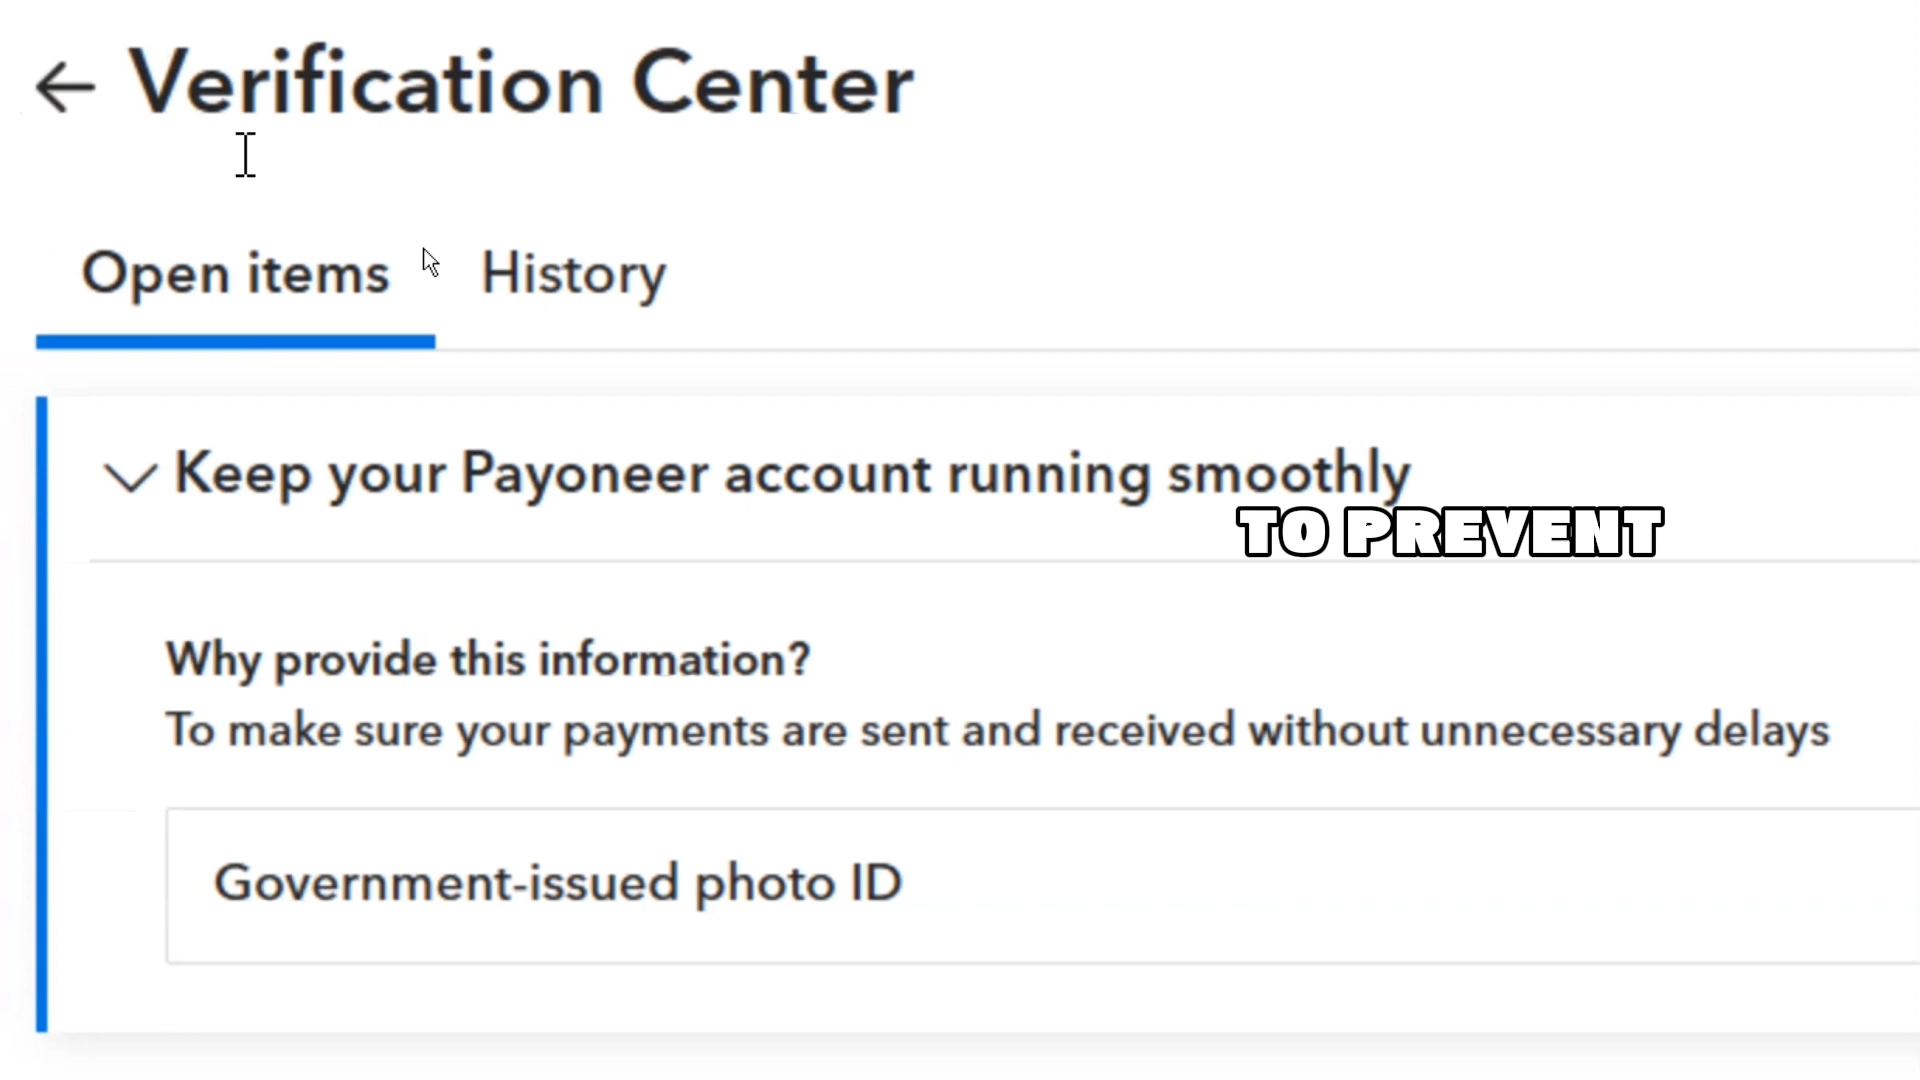 Verification Center
Open items
History
Keep your Payoneer account running smoothly
TO PREVENT
Why provide this information?
To make sure your payments are sent and received without unnecessary delays
Government-issued photo ID